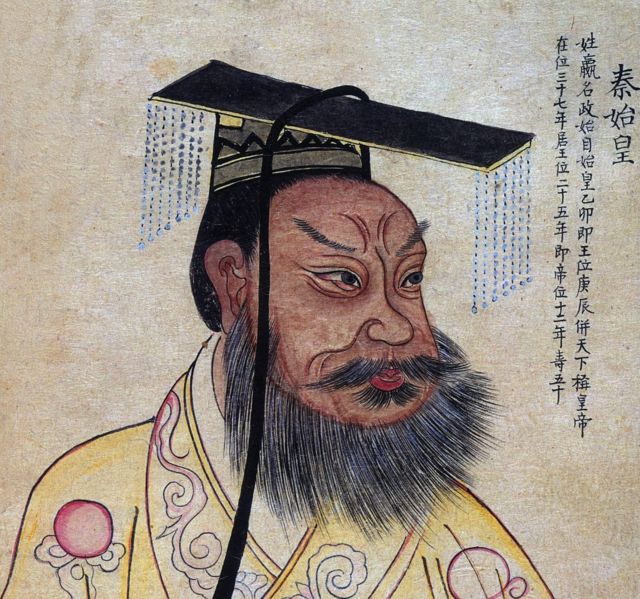 秦始皇
姓嬴名政始自始皇乙卯即王位庚辰併天下稱皇帝
在位三十七年居王位二十五年即帝位十二年壽五十